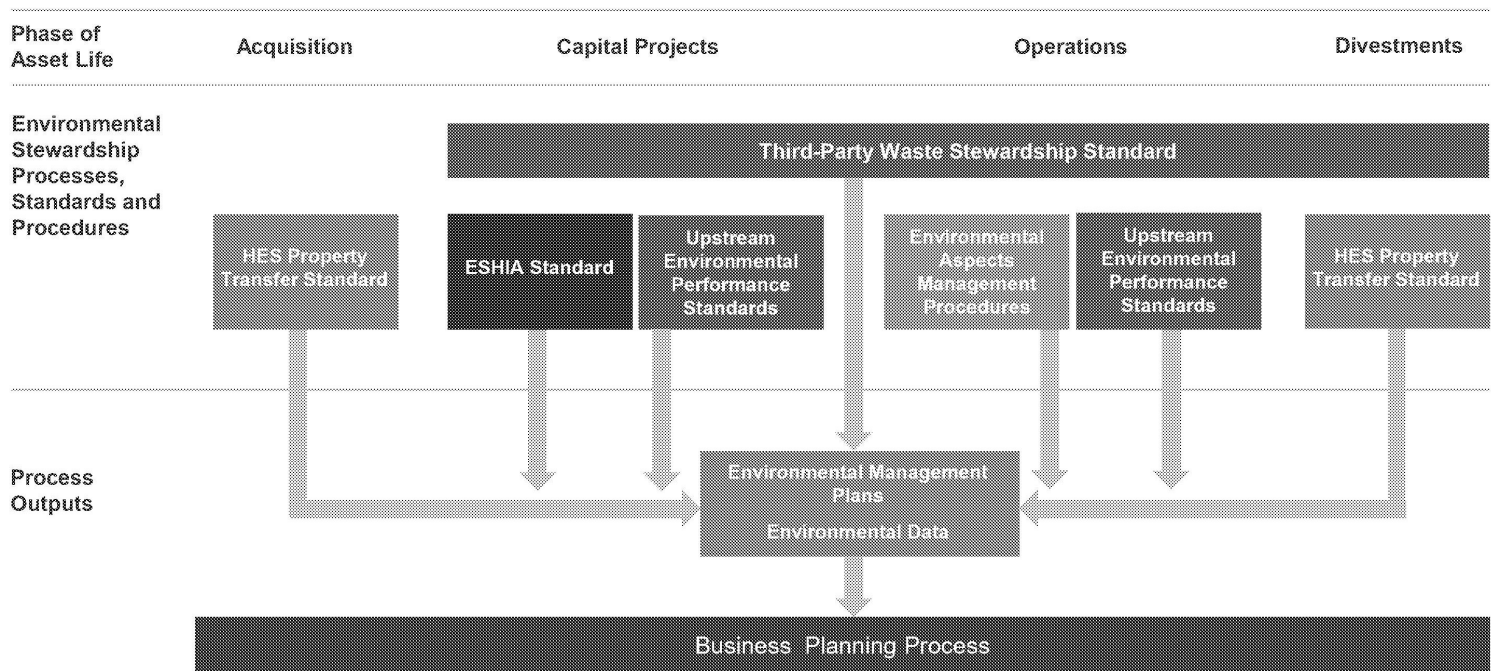 Phase of
Asset Life
Acquisition
Capital Projects
Operations
Divestments
Environmental
Stewardship
Processes,
Standards and
Procedures
Third-Party Waste Stewardship Standard
HES Property
Transfer Standard
ESHIA Standard
Upstream
Environmental
Performance
Standards
Environmental
Aspects
Management
Procedures
Upstream
Environmental
Performance
Standards
HES Property
Transfer Standard
Process
Outputs
Environmental Management
Plans
Environmental Data
Business Planning Process